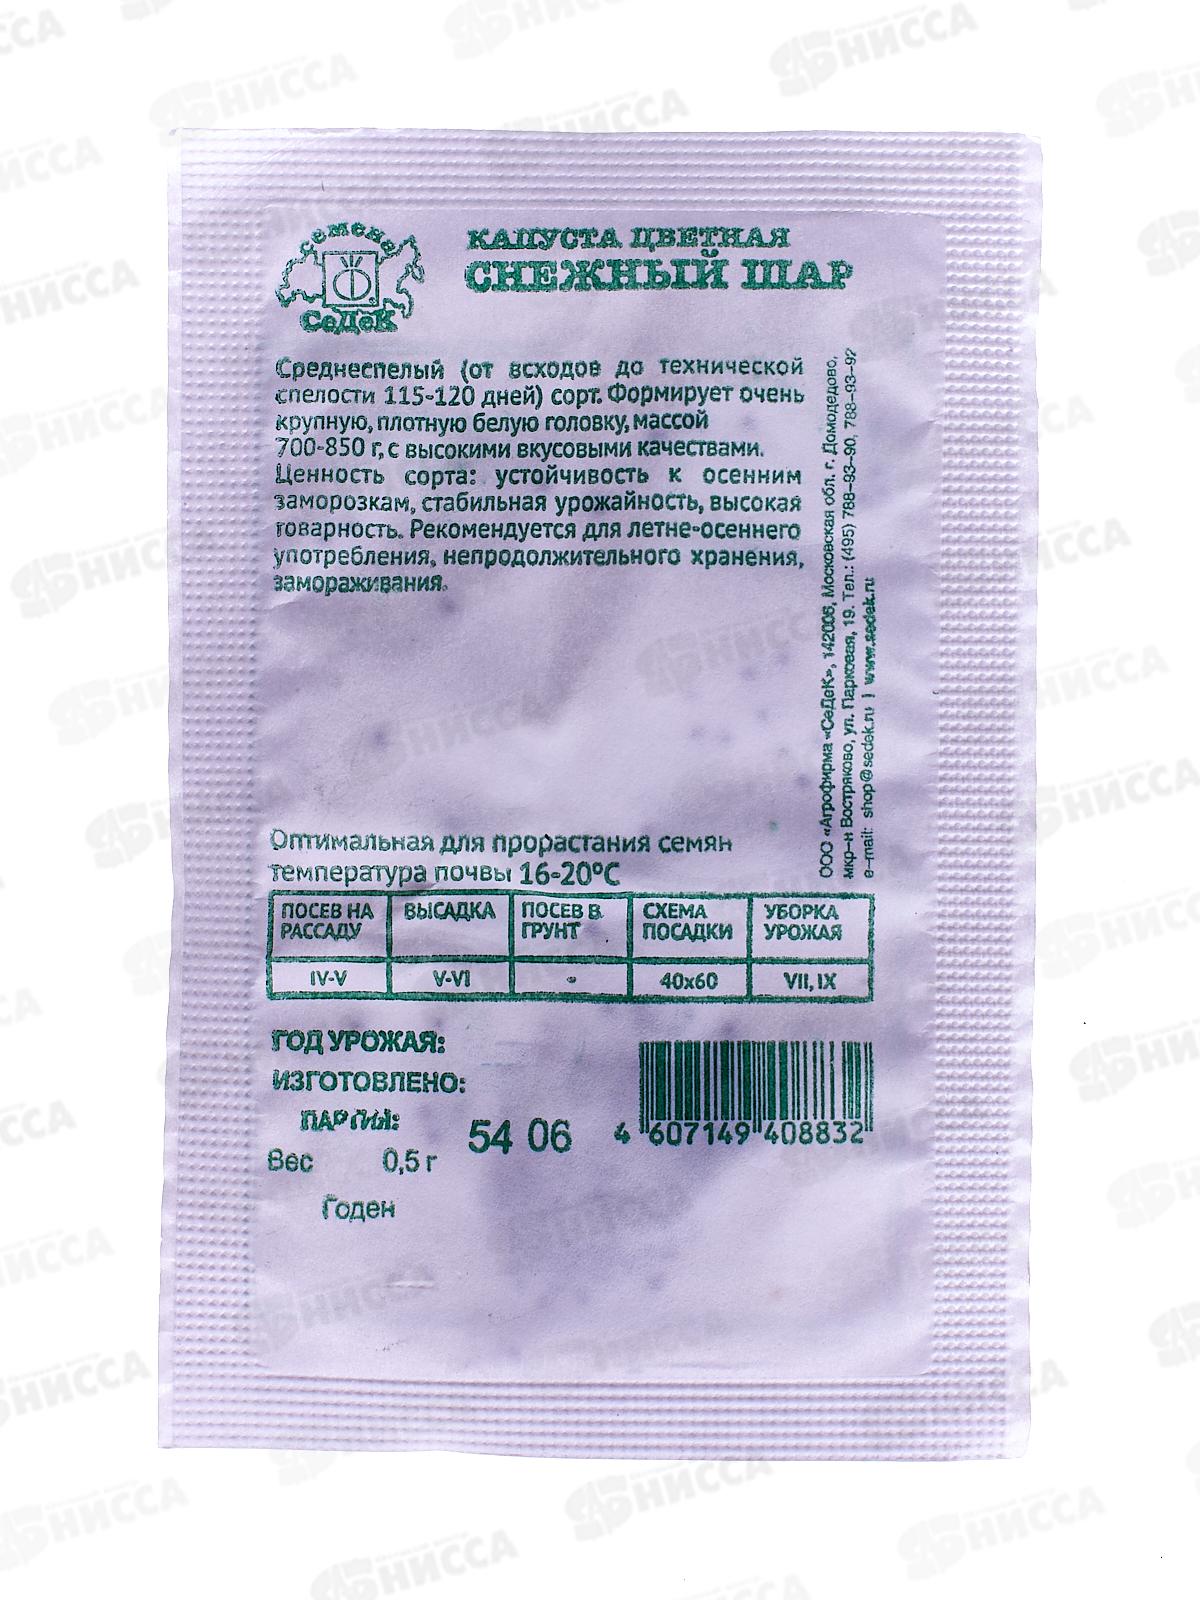 семена
СеДеК
КАПУСТА ЦВЕТНАЯ
СНЕЖНЫЙ ШАР
Среднеспелый (от всходов до технической
спелости 115-120 дней) сорт. Формирует очень
крупную, плотную белую головку, массой
700-850 г, с высокими вкусовыми качествами.
Ценность сорта: устойчивость к осенним
заморозкам, стабильная урожайность, высокая
товарность. Рекомендуется для летне-осеннего
употребления, непродолжительного хранения,
замораживания.
ООО «Агрофирма «СеДеК», 142006, Московская обл. г. Домодедово,
мкр-н Востряково, ул. Парковая, 19. Тел.: (495) 788-93-90, 788-93-92
e-mail: shop@sedek.ru | www.sedek.ru
Оптимальная для прорастания семян
температура почвы 16-20°С
ПОСЕВ НА РАССАДУ ВЫСАДКА ПОСЕВ В ГРУНТ СХЕМА ПОСАДКИ УБОРКА УРОЖАЯ
IV-V V-VI - 40x60 VII, IX
ГОД УРОЖАЯ:
ИЗГОТОВЛЕНО:
ПАРТИЯ:
54 06
Вес 0,5 г
Годен
4 607149 408832
НИССА